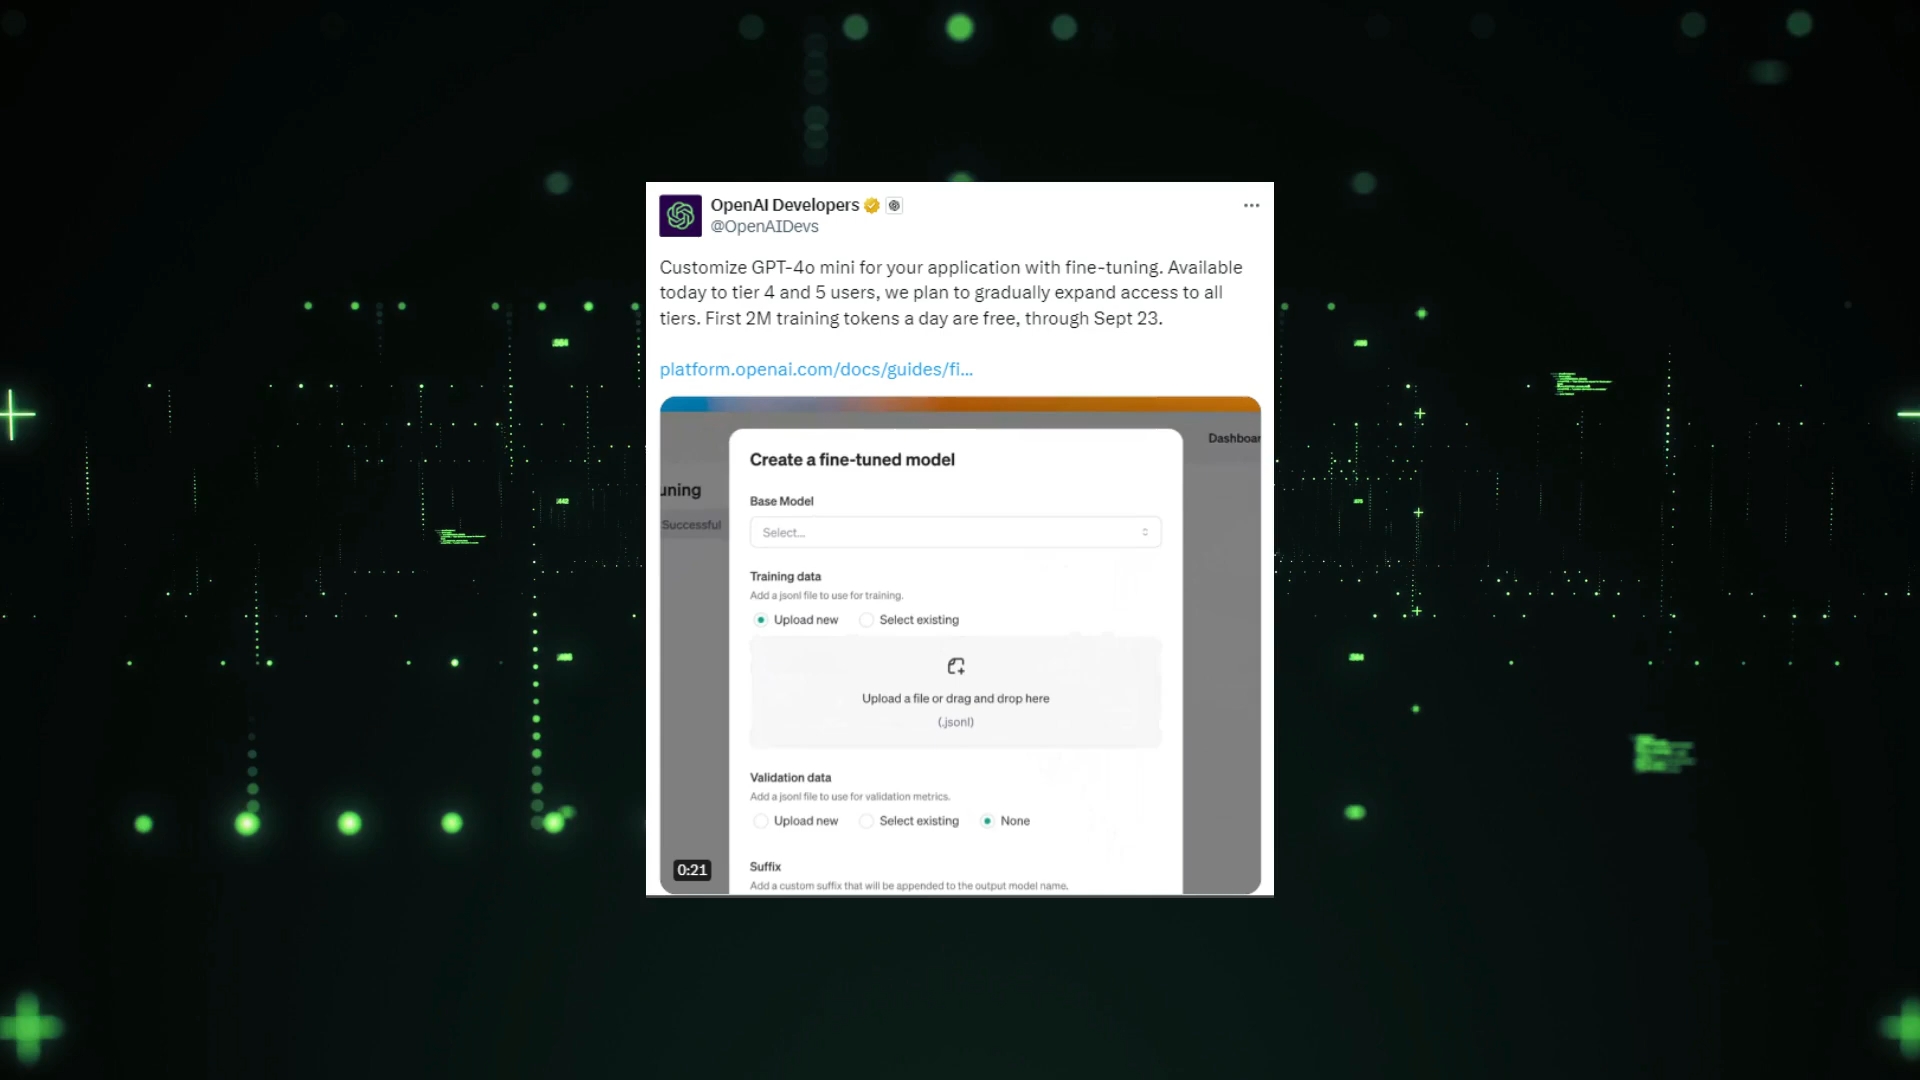 OpenAI Developers
@OpenAIDevs
Customize GPT-4o mini for your application with fine-tuning. Available
today to tier 4 and 5 users, we plan to gradually expand access to all
tiers. First 2M training tokens a day are free, through Sept 23.
platform.openai.com/docs/guides/fi...
Dashboar
Create a fine-tuned model
uning
Base Model
Successful
Select...
Training data
Add a jsonl file to use for training.
Upload new Select existing
Upload a file or drag and drop here
(.jsonl)
Validation data
Add a jsonl file to use for validation metrics.
Upload new Select existing None
0:21
Suffix
Add a custom suffix that will be appended to the output model name.